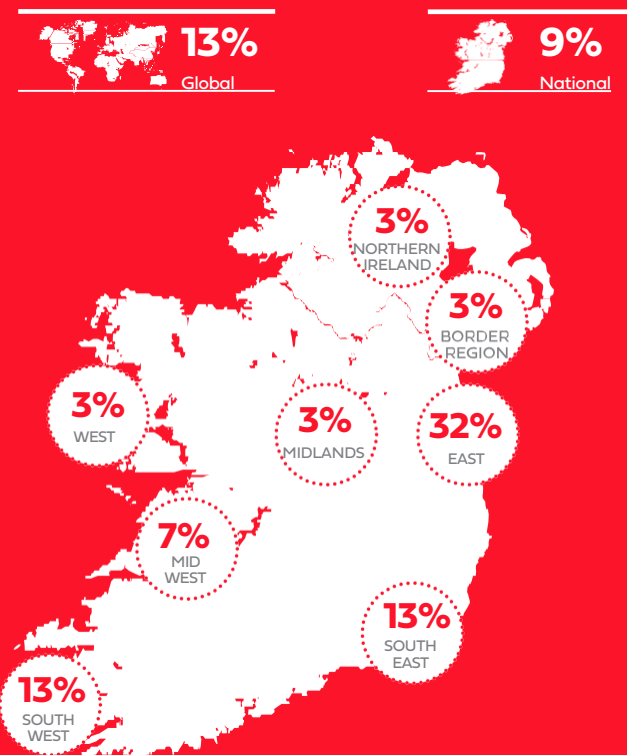 13%
Global
9%
National
3%
NORTHERN
IRELAND
3%
BORDER
REGION
3%
WEST
3%
MIDLANDS
32%
EAST
7%
MID
WEST
13%
SOUTH
EAST
13%
SOUTH
WEST